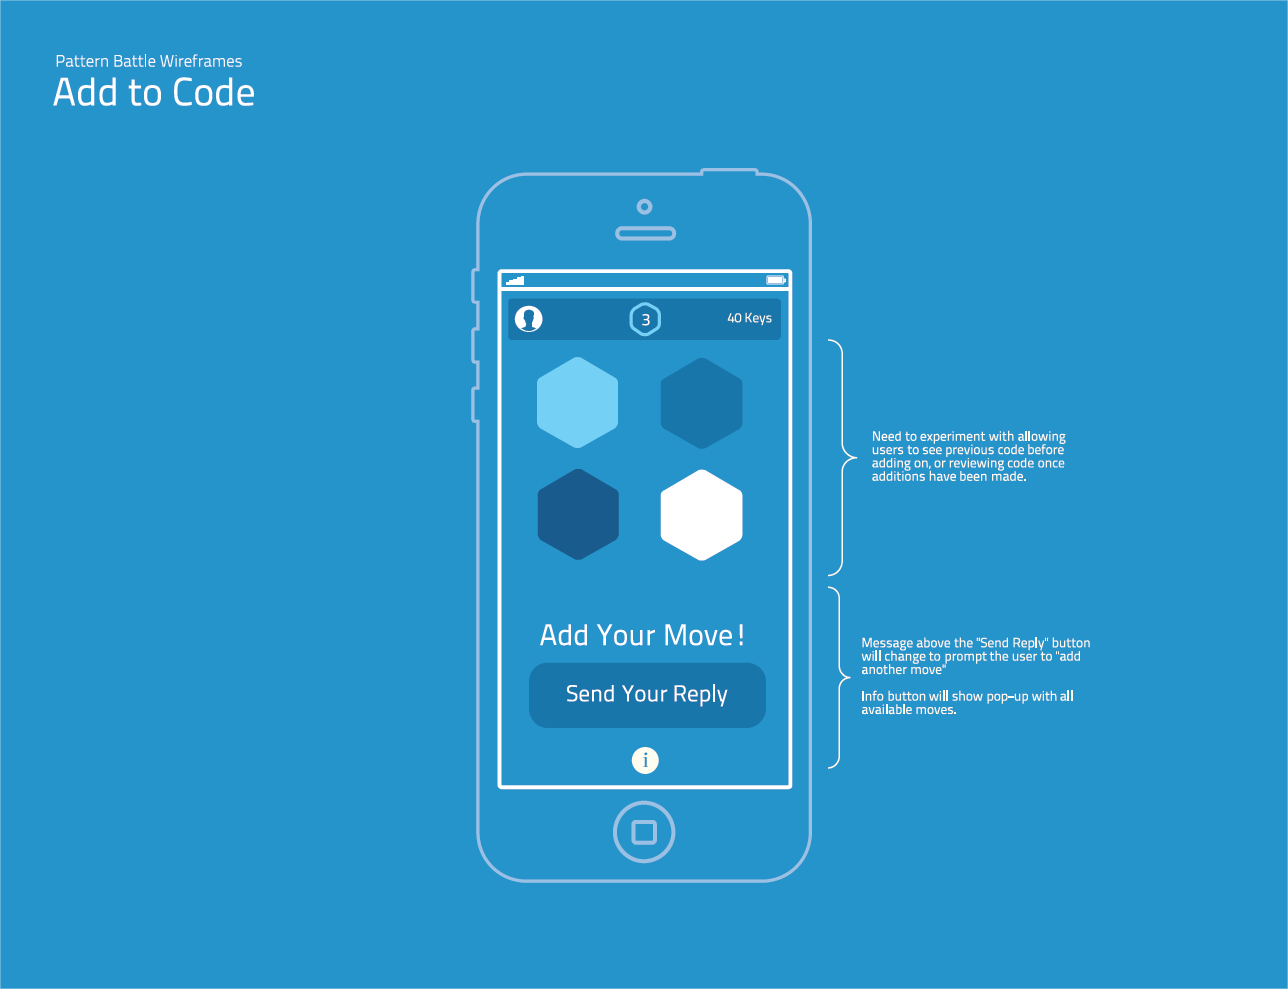 Pattern Battle Wireframes
Add to Code
3
40 Keys
Need to experiment with allowing
users to see previous code before
adding on, or reviewing code once
additions have been made.
Add Your Move!
Send Your Reply
i
Message above the "Send Reply" button
will change to prompt the user to "add
another move"
Info button will show pop-up with all
available moves.